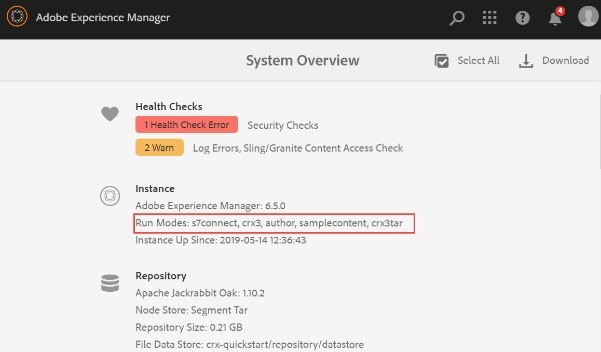 Adobe Experience Manager
4
System Overview
Select All
Download
Health Checks
1 Health Check Error Security Checks
2 Warn Log Errors, Sling/Granite Content Access Check
Instance
Adobe Experience Manager: 6.5.0
Run Modes: s7connect, crx3, author, samplecontent, crx3tar
Instance Up Since: 2019-05-14 12:36:43
Repository
Apache Jackrabbit Oak: 1.10.2
Node Store: Segment Tar
Repository Size: 0.21 GB
File Data Store: crx-quickstart/repository/datastore